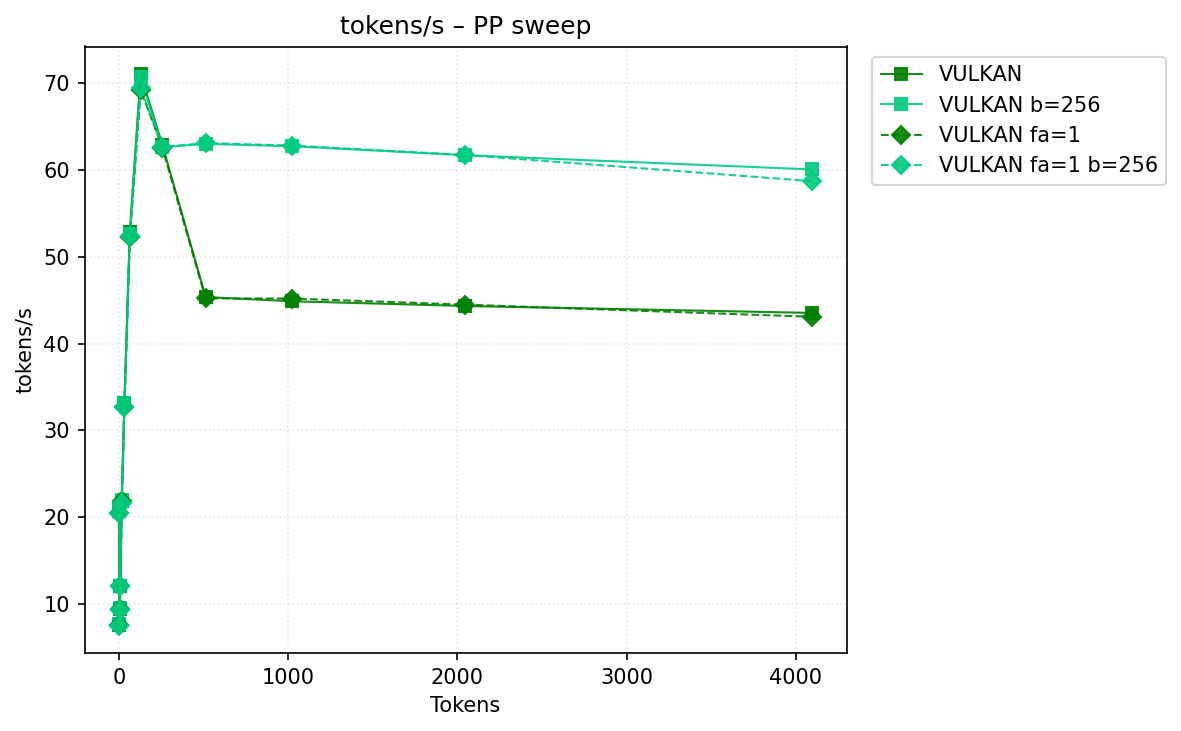 tokens/s – PP sweep
VULKAN
VULKAN b=256
VULKAN fa=1
VULKAN fa=1 b=256
tokens/s
70
60
50
40
30
20
10
0
1000
2000
3000
4000
Tokens